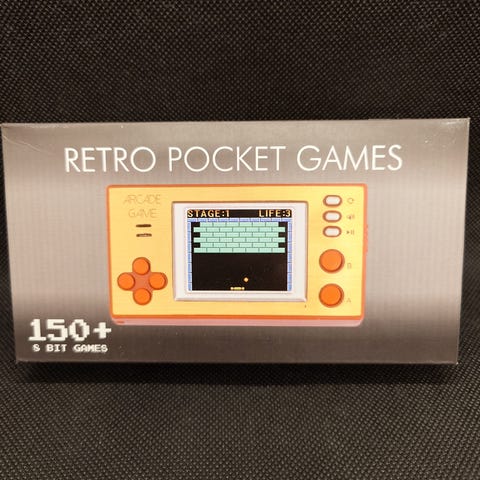 RETRO POCKET GAMES
ARCADE
GAME
STAGE:1 LIFE:3
B
A
150+
8 BIT GAMES